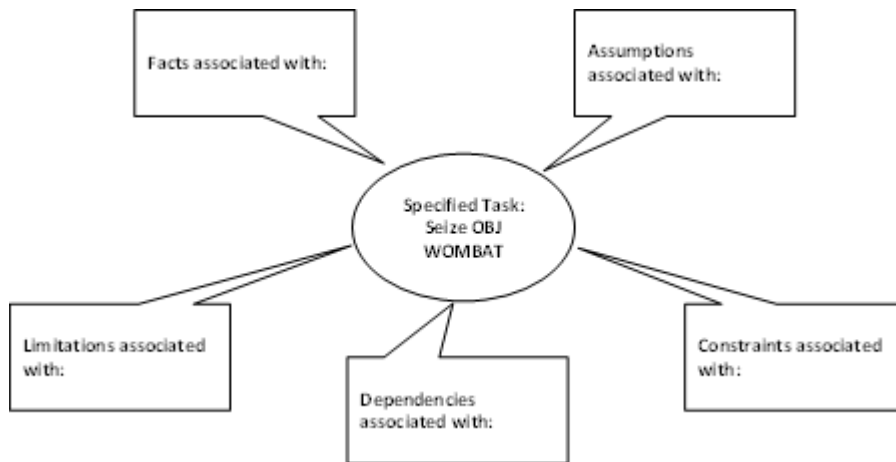 Facts associated with:
Assumptions
associated with:
Specified Task:
Seize OBJ
WOMBAT
Limitations associated
with:
Dependencies
associated with:
Constraints associated
with: